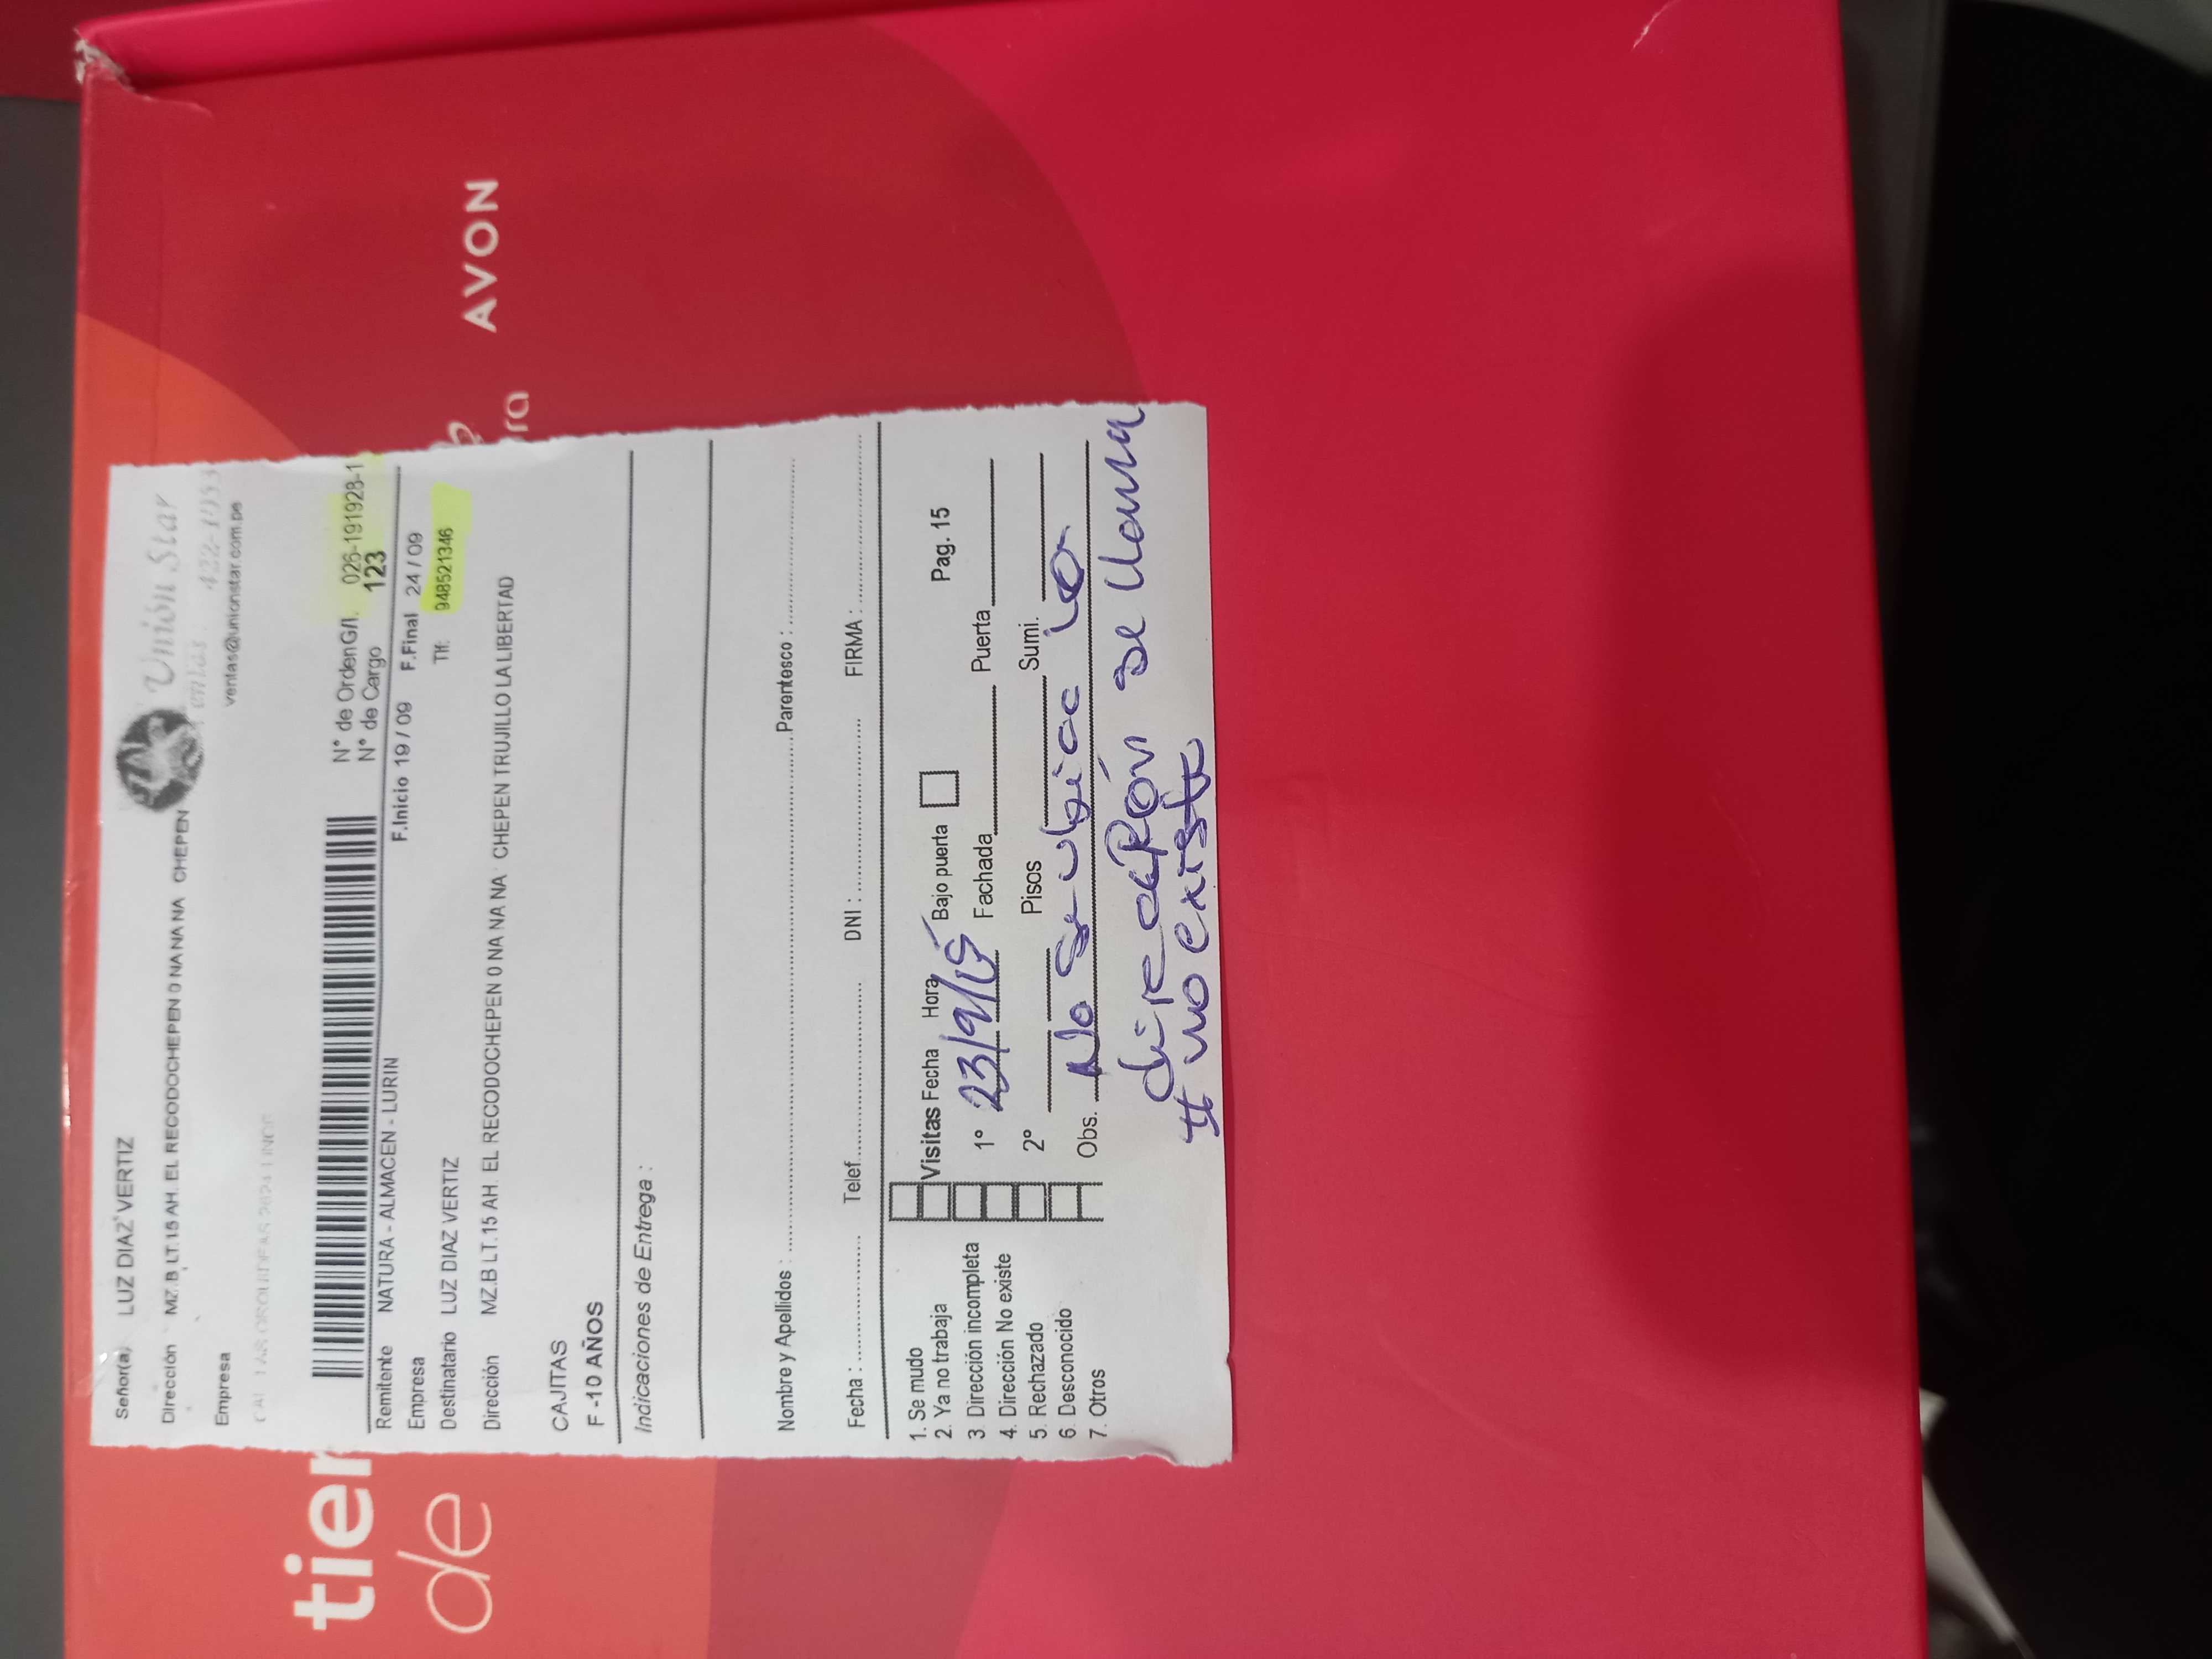 Señor(a) LUZ DIAZ VERTIZ
Unión Star
Dirección MZ.B LT.15 AH. EL RECODOCHEPEN 0 NA NA NA CHEPEN
ventas@unionstar.com.pe
Empresa
N° de OrdenG/I. 026-191928-1
N° de Cargo 123
Remitente NATURA - ALMACEN - LURIN
F.Inicio 19 / 09 F.Final 24 / 09
Empresa
Destinatario LUZ DIAZ VERTIZ Tlf: 948521346
Dirección MZ.B LT.15 AH. EL RECODOCHEPEN 0 NA NA NA CHEPEN TRUJILLO LA LIBERTAD
CAJITAS
F -10 AÑOS
Indicaciones de Entrega :
Nombre y Apellidos : Parentesco :
Fecha : Telef. DNI : FIRMA :
1. Se mudo
2. Ya no trabaja
3 Dirección incompleta
4. Dirección No existe
5. Rechazado
6. Desconocido
7. Otros
Visitas Fecha Hora Bajo puerta Pag. 15
1° 23/9/ Fachada Puerta
2° Pisos Sumi.
Obs. No se ubica la
dirección se llama
# no existe
tier
de
ra
AVON